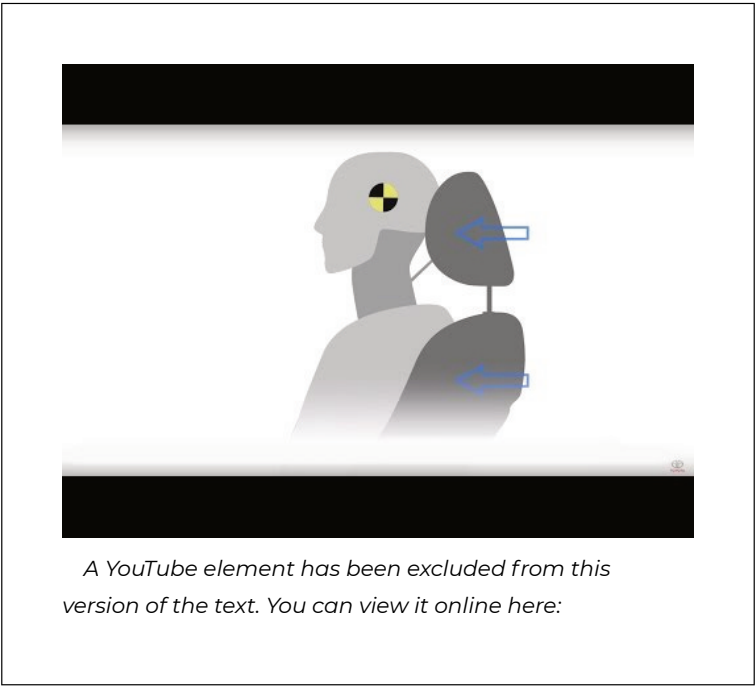 A YouTube element has been excluded from this
version of the text. You can view it online here: